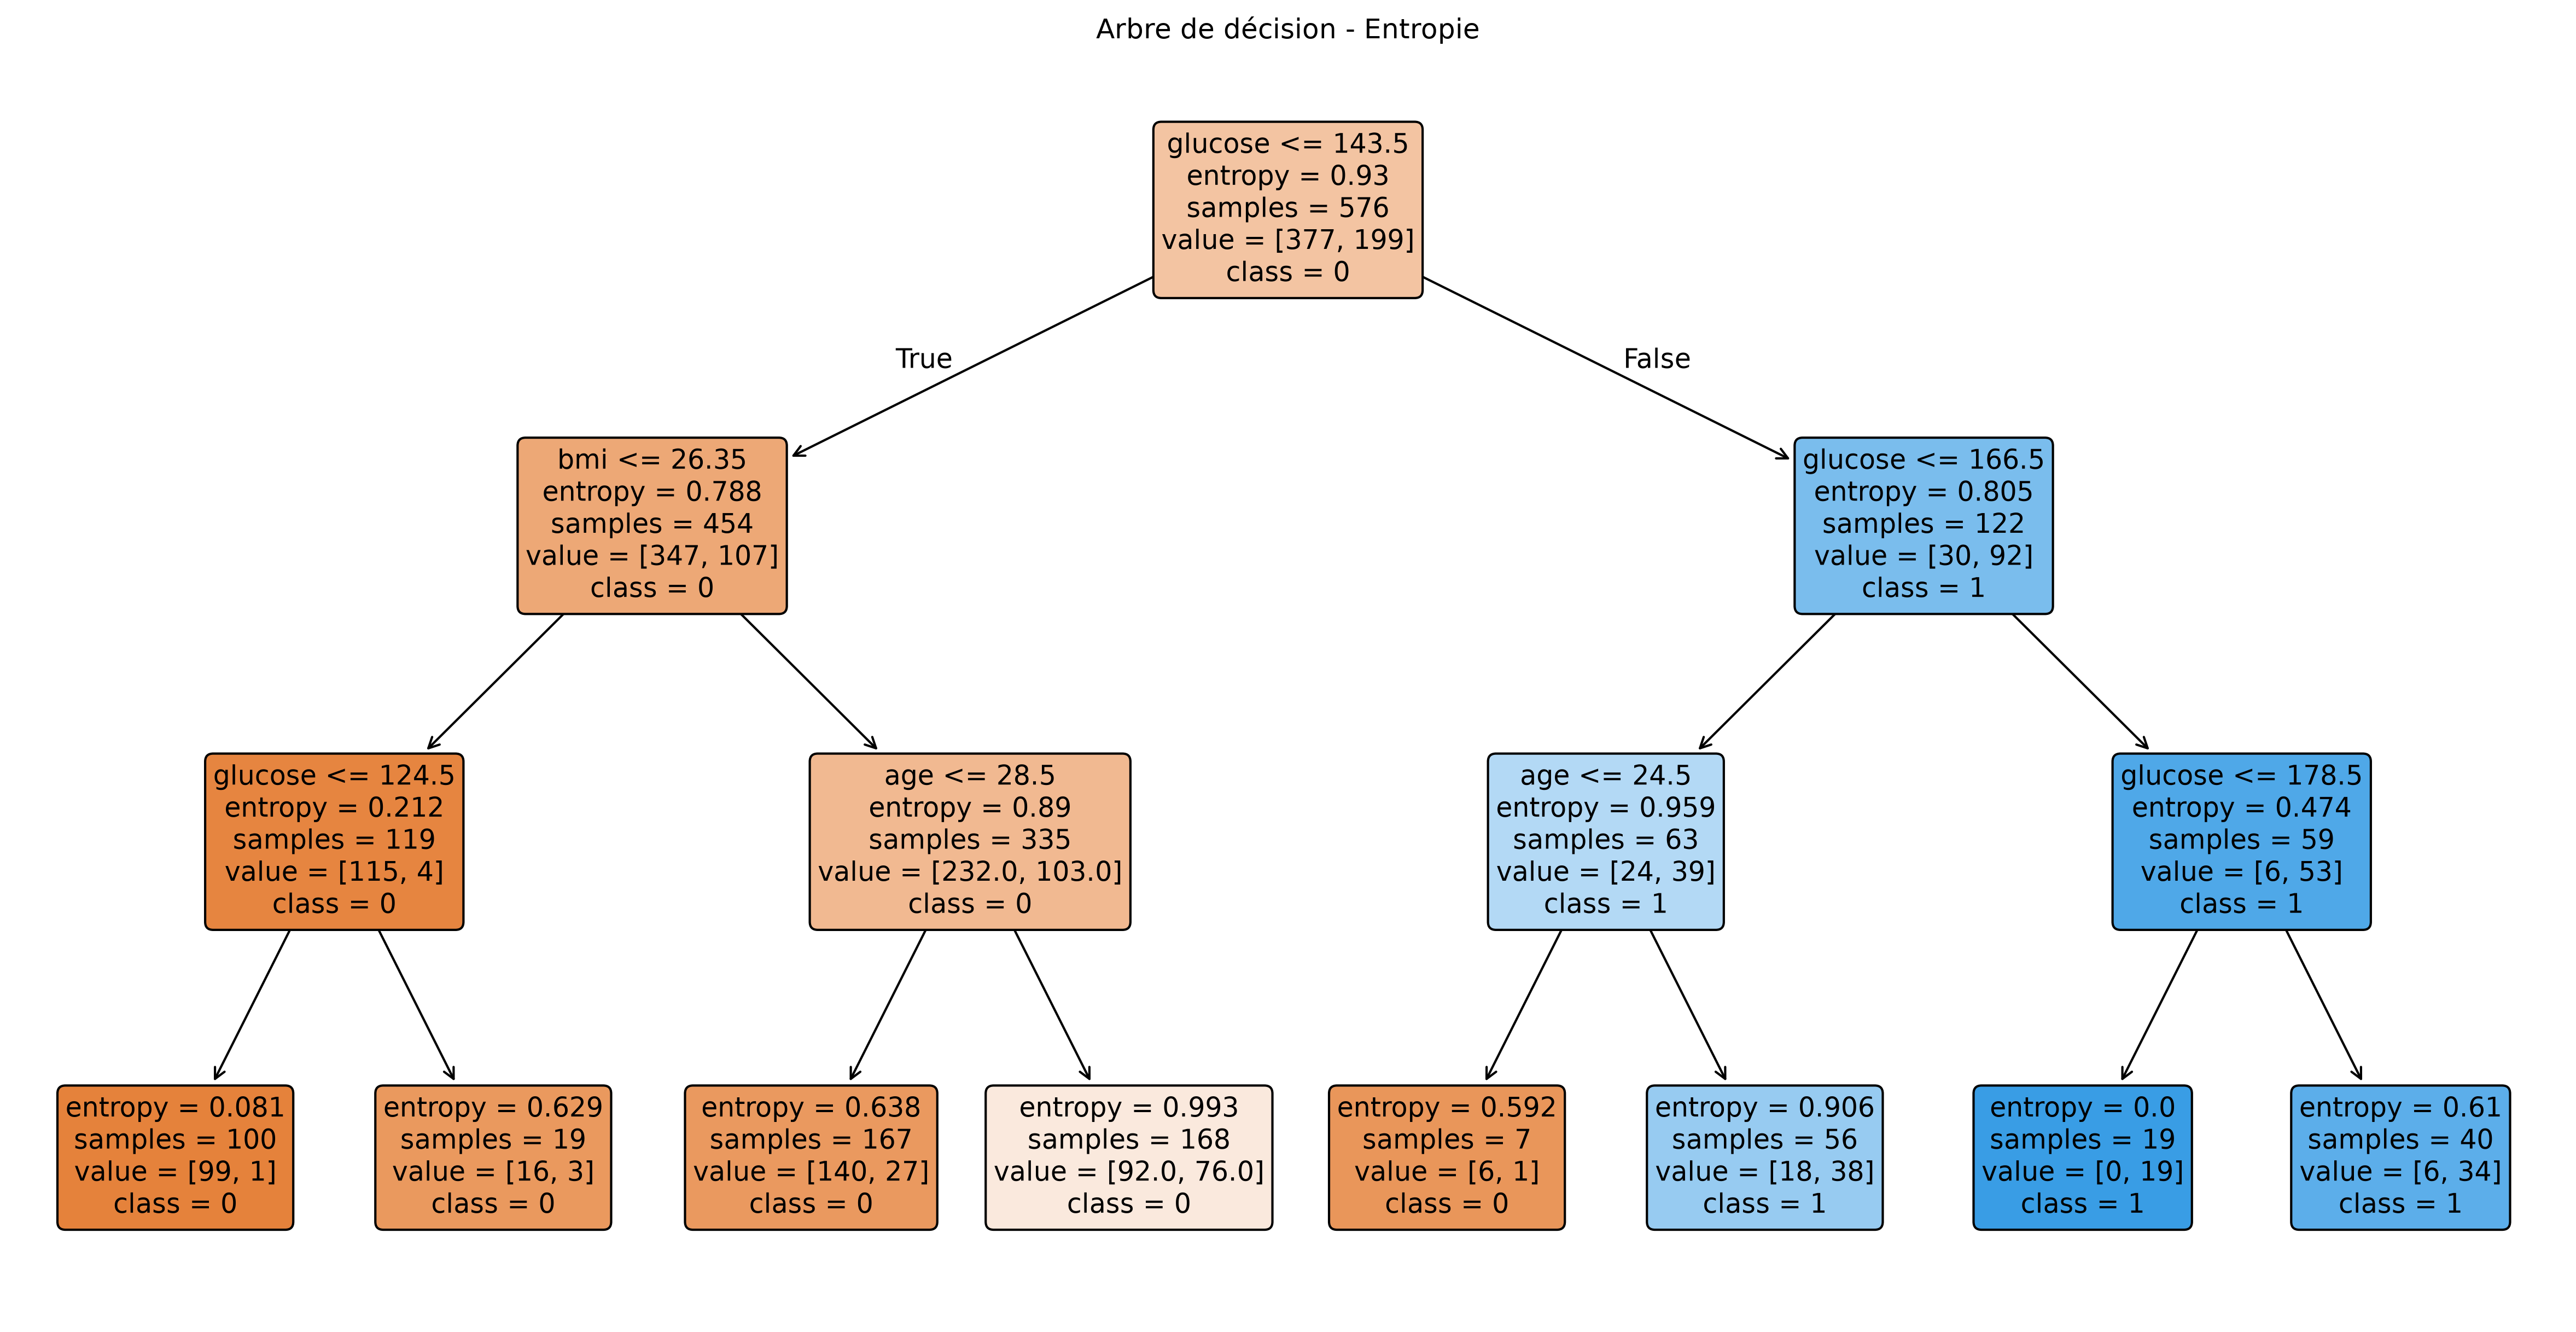 Arbre de décision - Entropie
glucose <= 143.5
entropy = 0.93
samples = 576
value = [377, 199]
class = 0
True
False
bmi <= 26.35
entropy = 0.788
samples = 454
value = [347, 107]
class = 0
glucose <= 166.5
entropy = 0.805
samples = 122
value = [30, 92]
class = 1
glucose <= 124.5
entropy = 0.212
samples = 119
value = [115, 4]
class = 0
age <= 28.5
entropy = 0.89
samples = 335
value = [232.0, 103.0]
class = 0
age <= 24.5
entropy = 0.959
samples = 63
value = [24, 39]
class = 1
glucose <= 178.5
entropy = 0.474
samples = 59
value = [6, 53]
class = 1
entropy = 0.081
samples = 100
value = [99, 1]
class = 0
entropy = 0.629
samples = 19
value = [16, 3]
class = 0
entropy = 0.638
samples = 167
value = [140, 27]
class = 0
entropy = 0.993
samples = 168
value = [92.0, 76.0]
class = 0
entropy = 0.592
samples = 7
value = [6, 1]
class = 0
entropy = 0.906
samples = 56
value = [18, 38]
class = 1
entropy = 0.0
samples = 19
value = [0, 19]
class = 1
entropy = 0.61
samples = 40
value = [6, 34]
class = 1